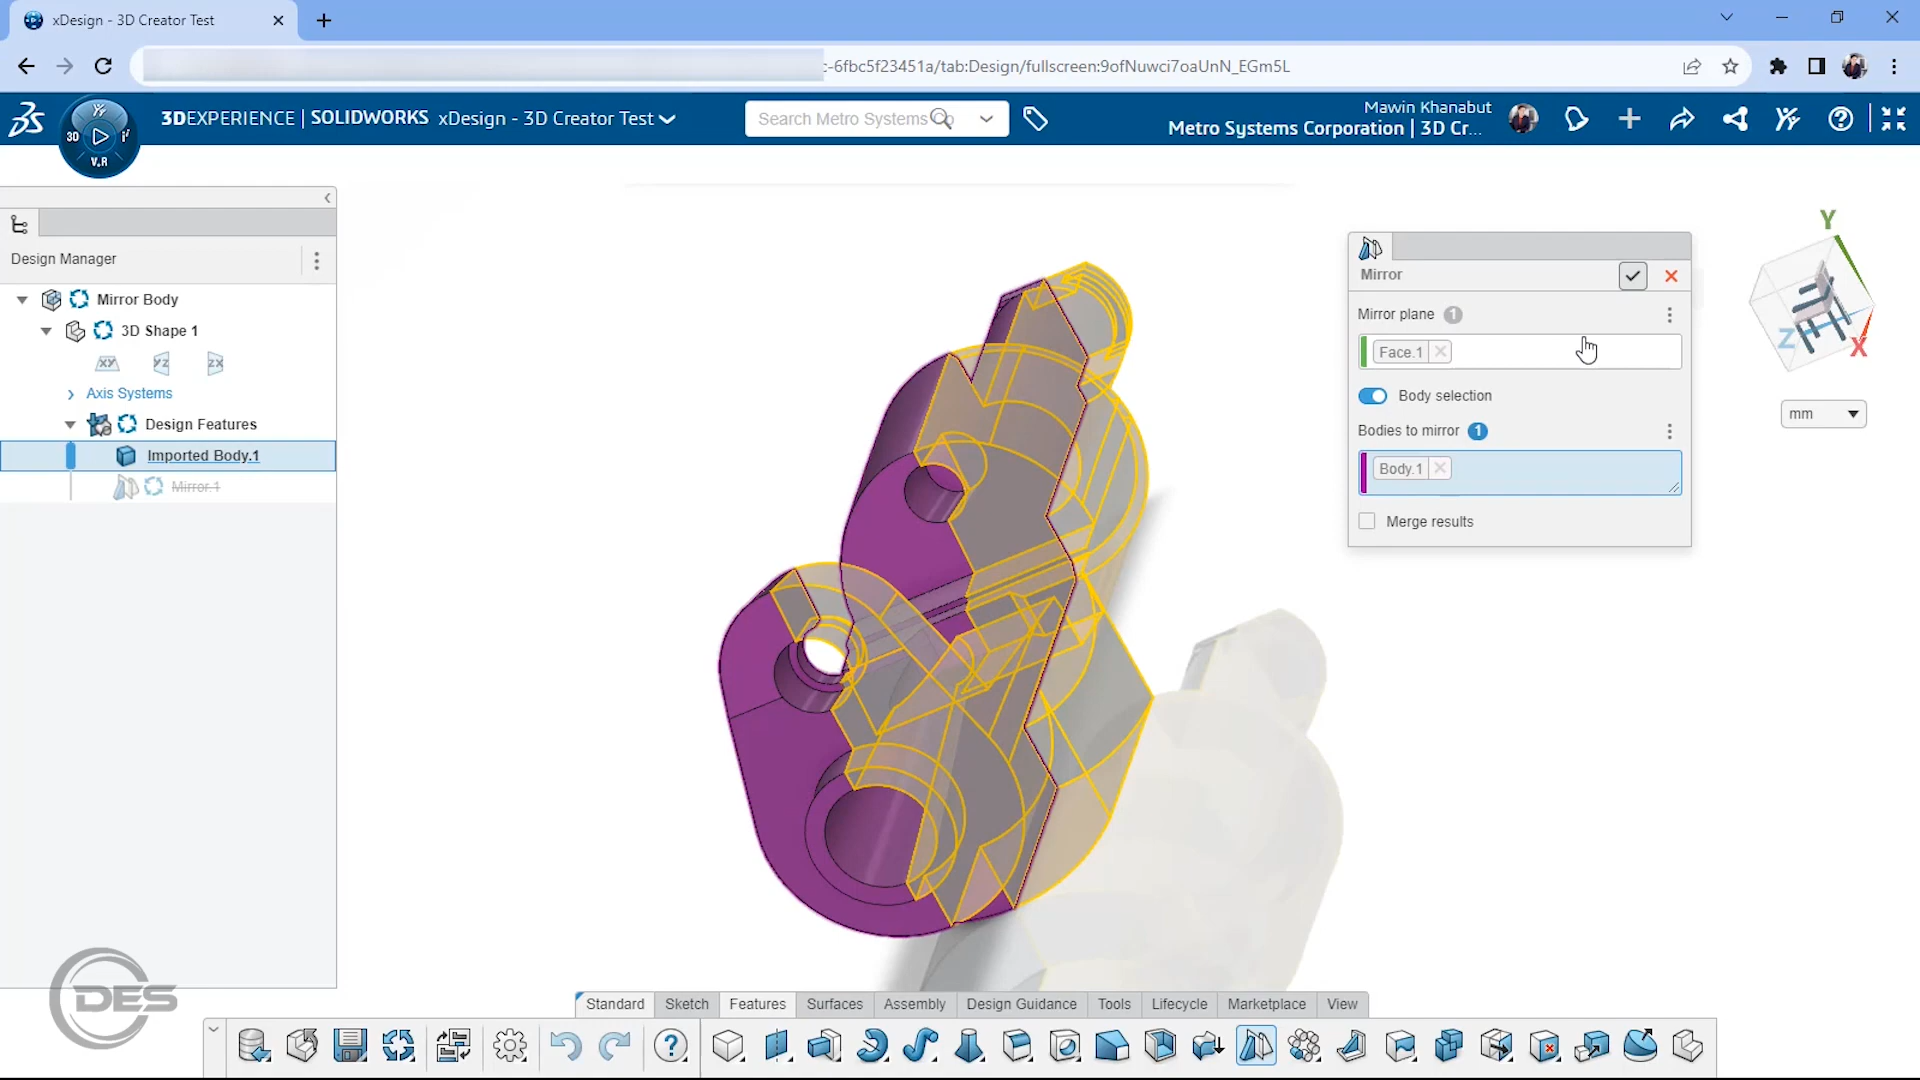 xDesign - 3D Creator Test
:-6fbc5f23451a/tab:Design/fullscreen:9ofNuwci7oaUnN_EGm5L
3DEXPERIENCE | SOLIDWORKS xDesign - 3D Creator Test
Search Metro Systems
Mawin Khanabut
Metro Systems Corporation | 3D Cr...
3D
V.R
Design Manager
Mirror Body
3D Shape 1
xy yz zx
Axis Systems
Design Features
Imported Body.1
Mirror.1
Mirror
Mirror plane 1
Face.1
Body selection
Bodies to mirror 1
Body.1
Merge results
Y
Z
X
mm
DES
Standard Sketch Features Surfaces Assembly Design Guidance Tools Lifecycle Marketplace View